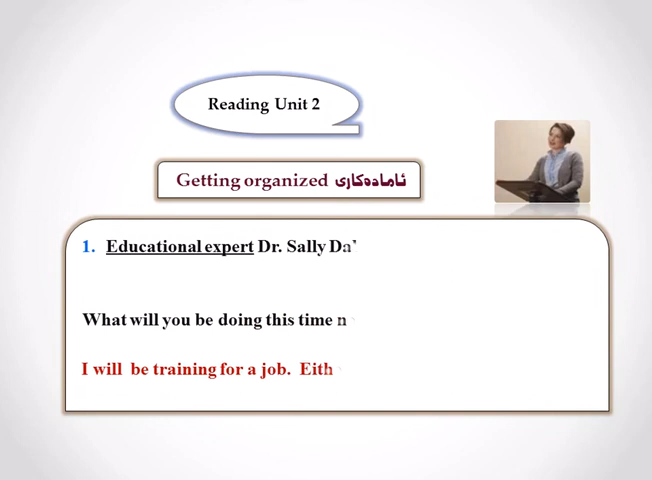 Reading Unit 2
Getting organized ئامادەکاری
1. Educational expert Dr. Sally
What will you be doing this time
I will be training for a job.